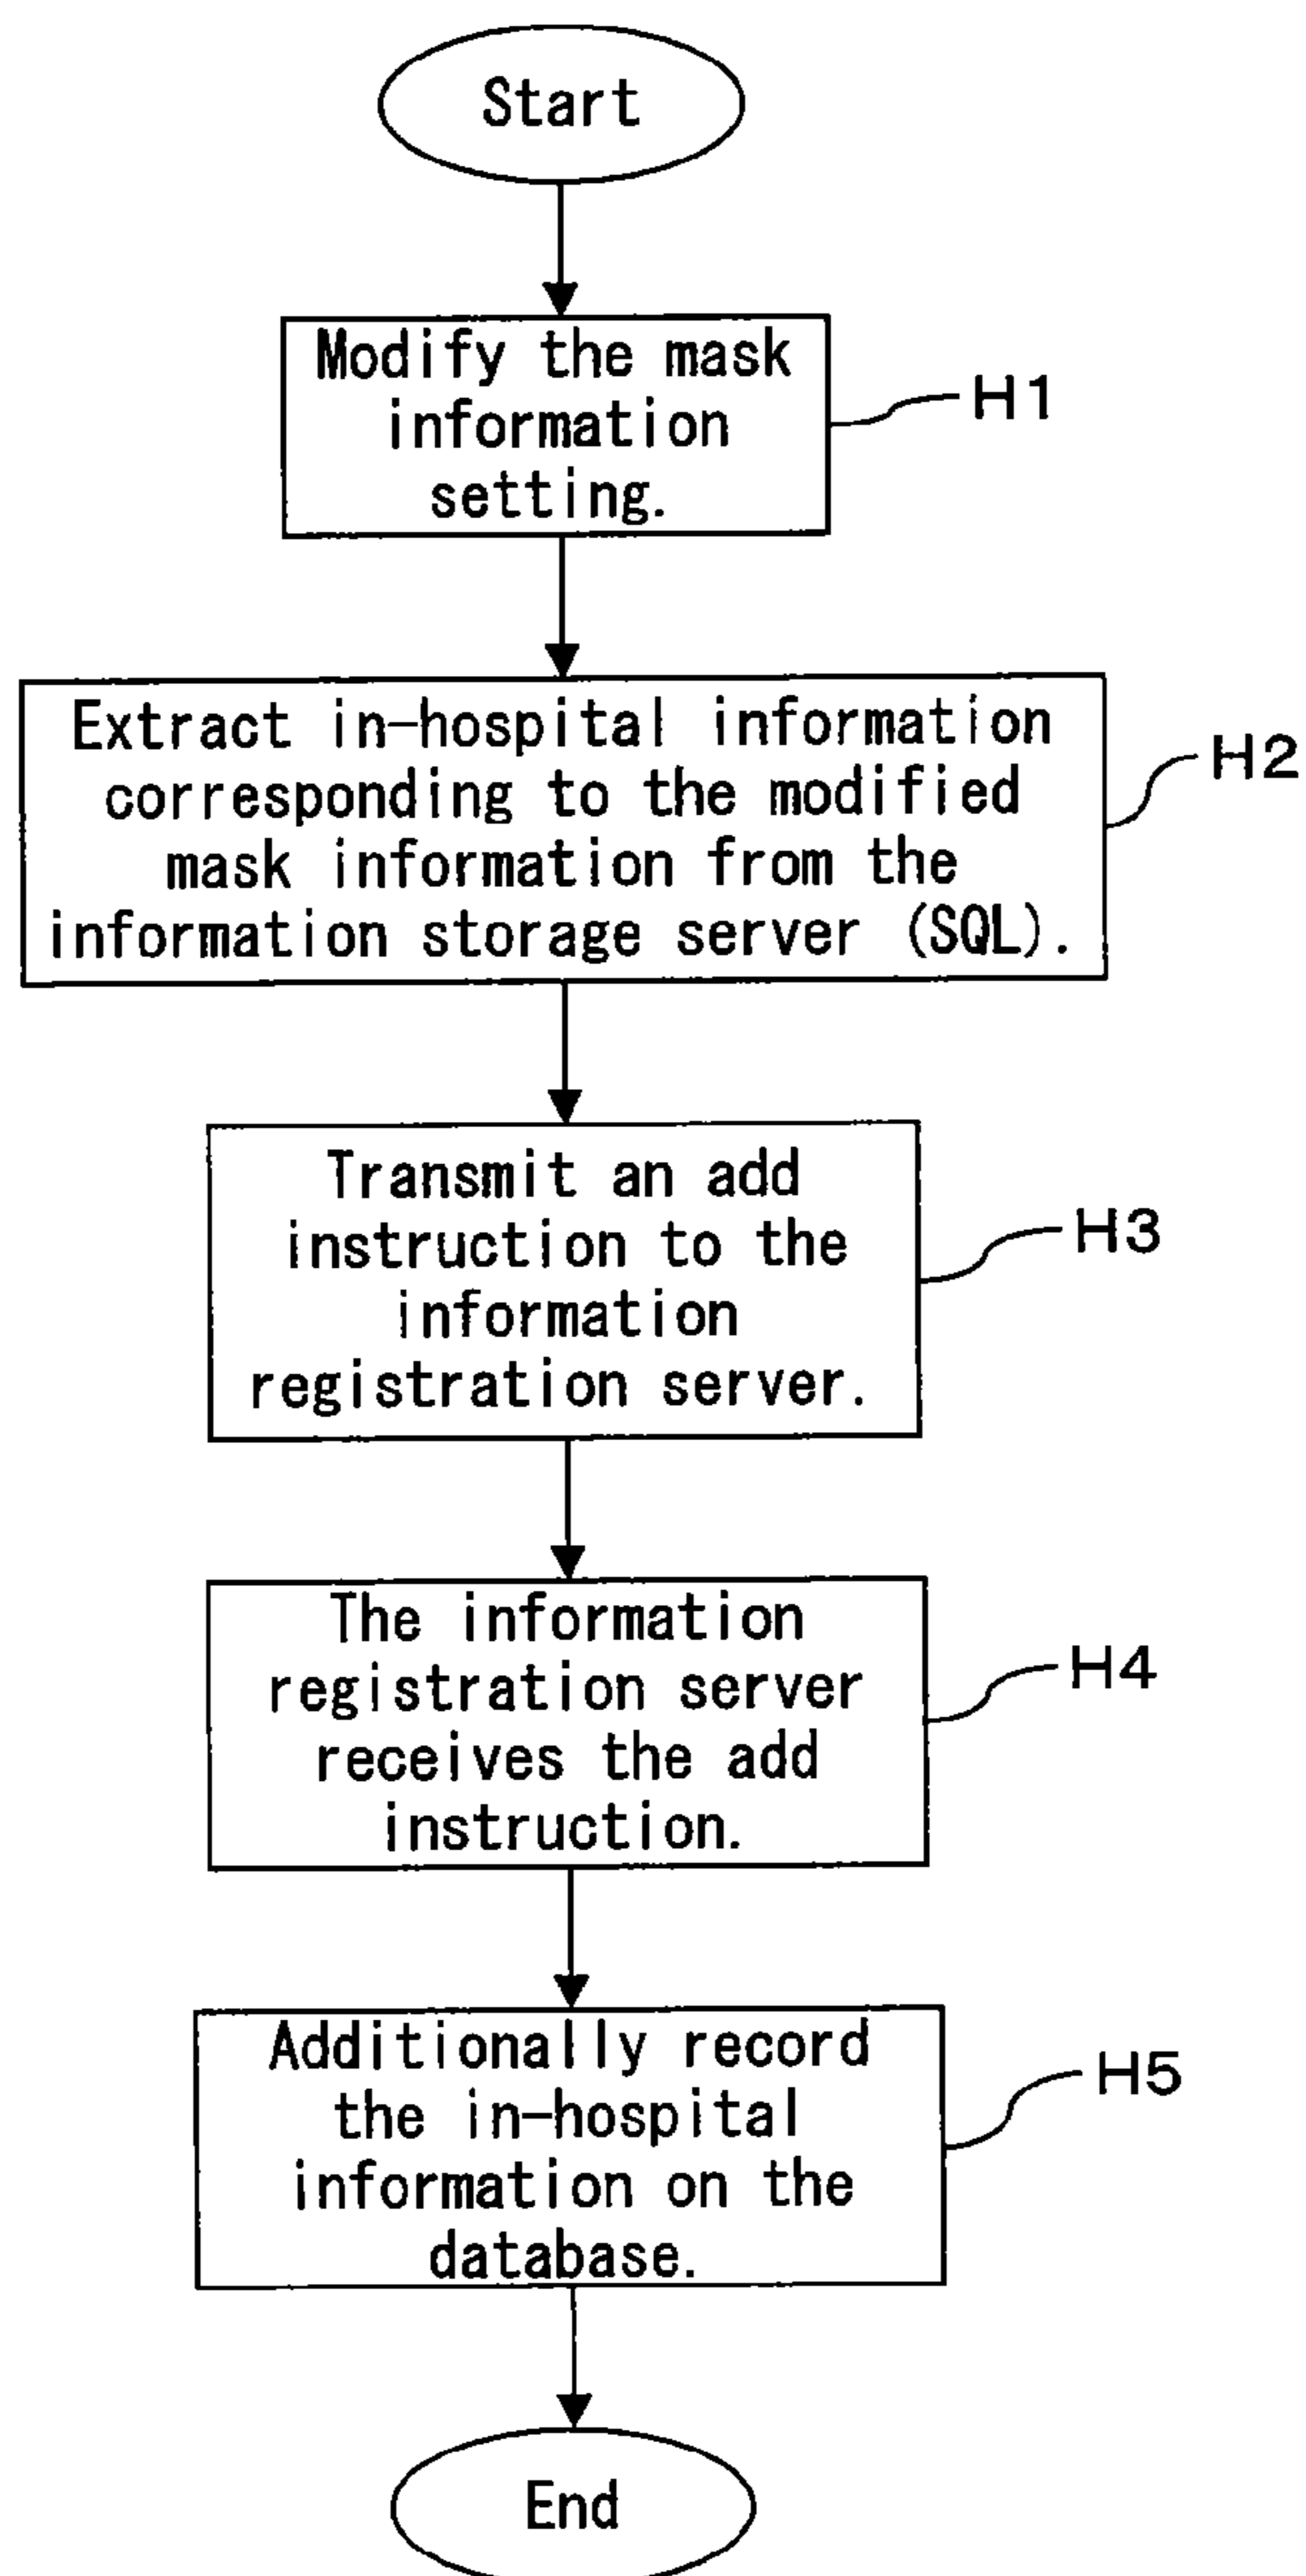 Start
Modify the mask
information
setting.
H1
Extract in-hospital information
corresponding to the modified
mask information from the
information storage server (SQL).
H2
Transmit an add
instruction to the
information
registration server.
H3
The information
registration server
receives the add
instruction.
H4
Additionally record
the in-hospital
information on the
database.
H5
End